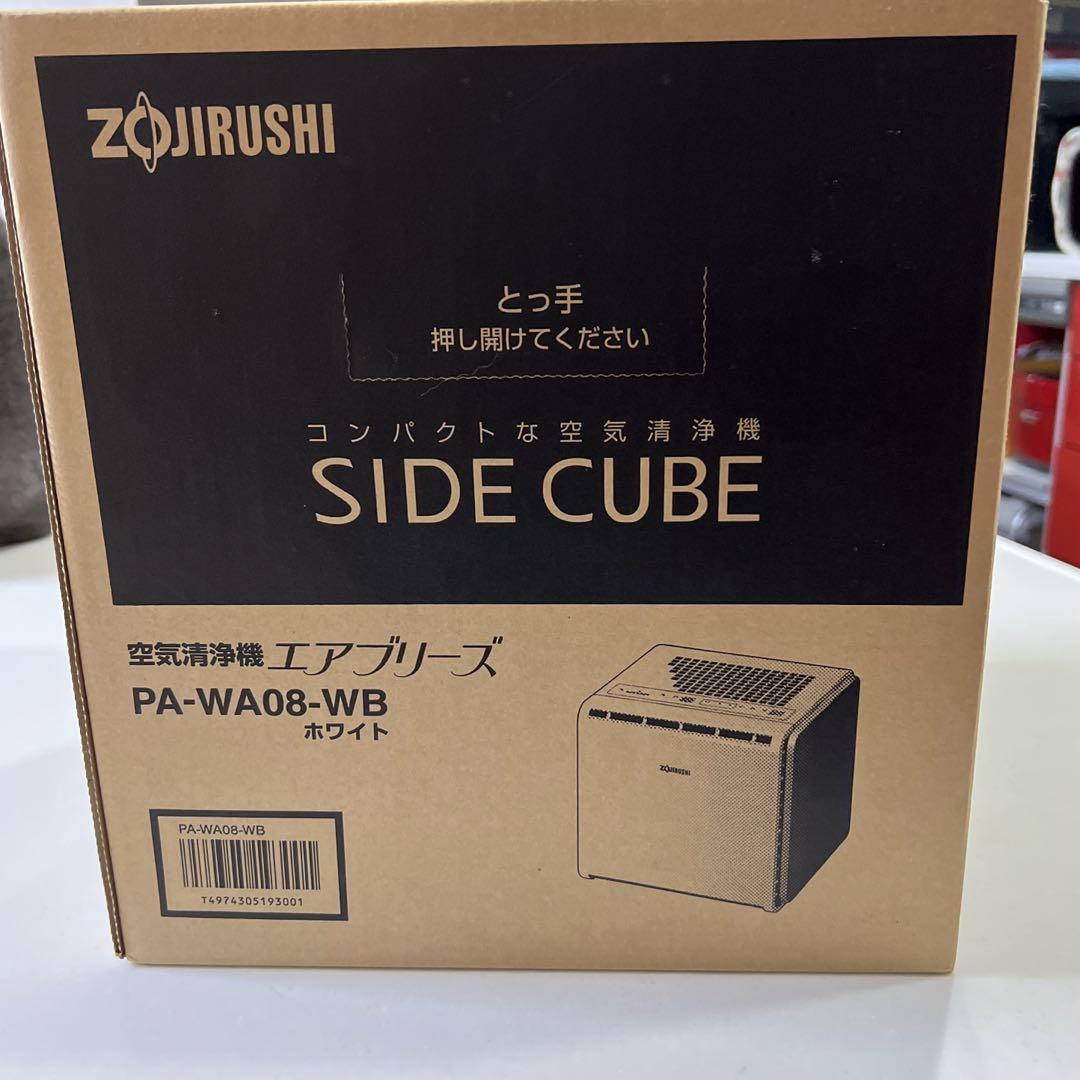 ZOJIRUSHI
とっ手
押し開けてください
コンパクトな空気清浄機
SIDE CUBE
空気清浄機 エアブリーズ
PA-WA08-WB
ホワイト
ZOJIRUSHI
PA-WA08-WB
T4974305193001